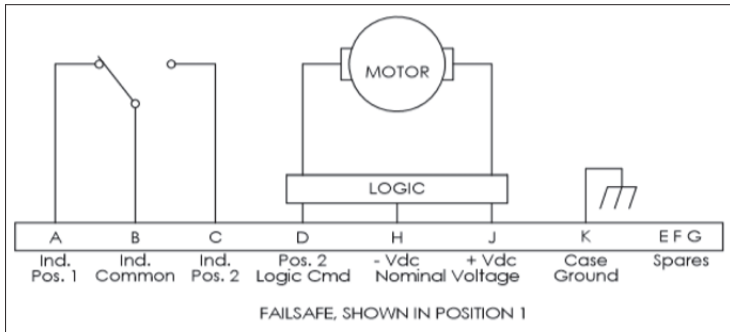 MOTOR
LOGIC
A B C D H J K E F G
Ind. Ind. Ind. Pos. 2 - Vdc + Vdc Case Spares
Pos. 1 Common Pos. 2 Logic Cmd Nominal Voltage Ground
FAILSAFE, SHOWN IN POSITION 1